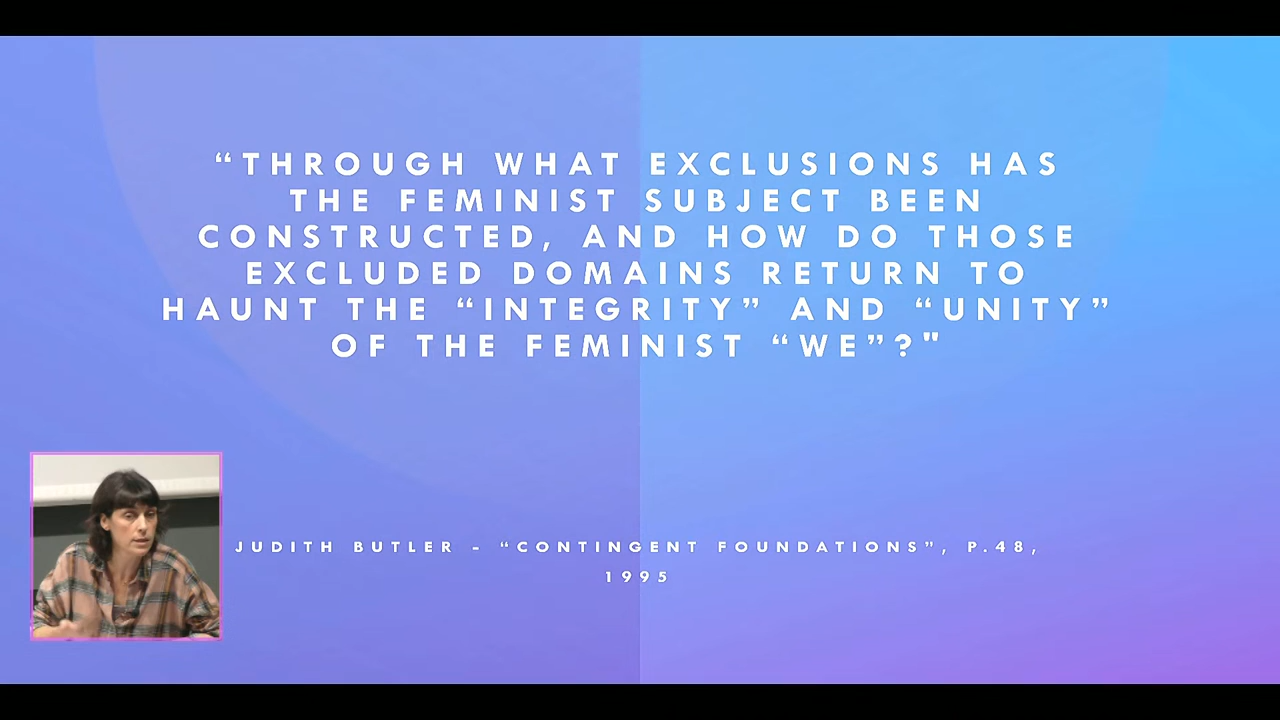 “THROUGH WHAT EXCLUSIONS HAS
THE FEMINIST SUBJECT BEEN
CONSTRUCTED, AND HOW DO THOSE
EXCLUDED DOMAINS RETURN TO
HAUNT THE “INTEGRITY” AND “UNITY”
OF THE FEMINIST “WE”?"
JUDITH BUTLER - “CONTINGENT FOUNDATIONS”, P.48,
1995